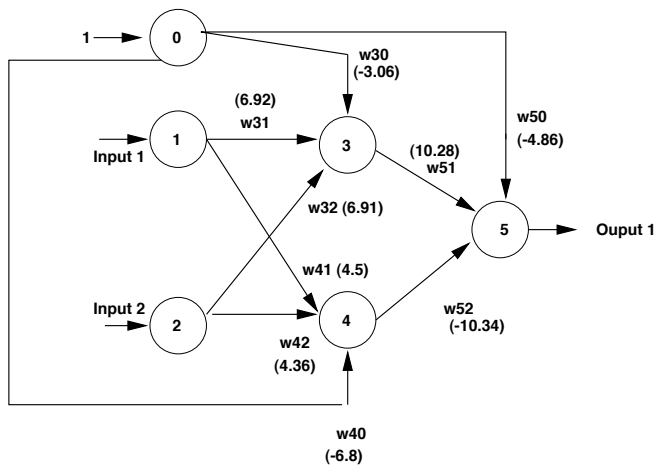 1
0
w30
(-3.06)
(6.92)
w31
w50
(-4.86)
1
3
(10.28)
w51
Input 1
w32 (6.91)
5
Ouput 1
w41 (4.5)
Input 2
2
4
w52
(-10.34)
w42
(4.36)
w40
(-6.8)